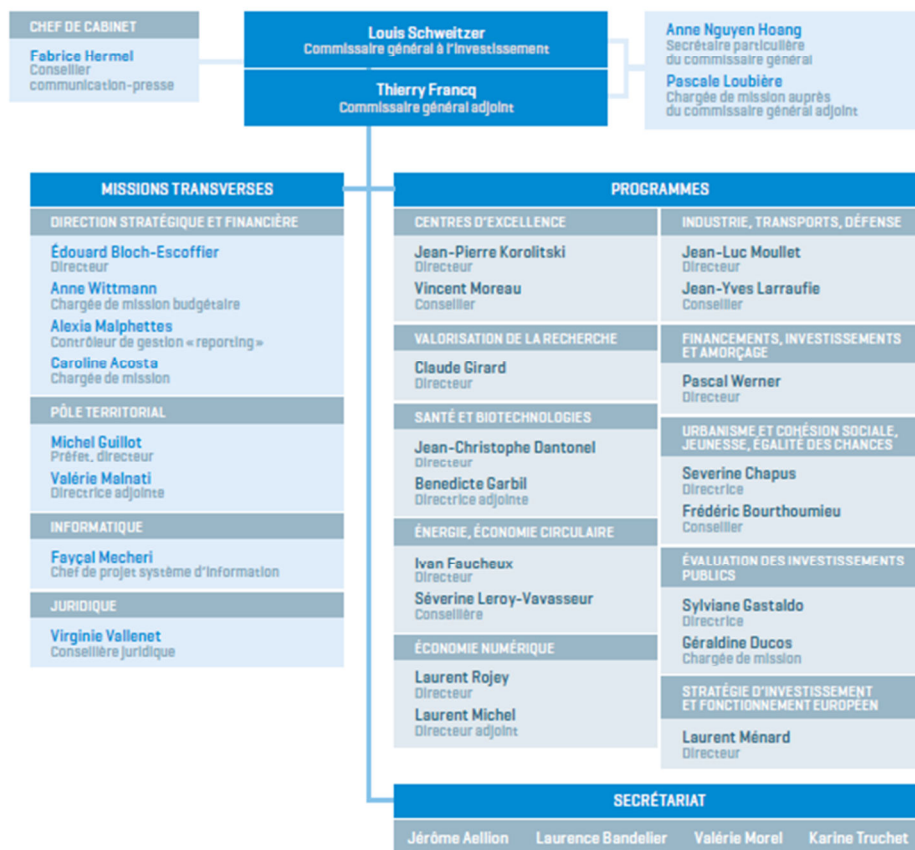 CHEF DE CABINET
Fabrice Hermel
Conseiller
communication-presse
Louis Schweitzer
Commissaire général à l'investissement
Thierry Francq
Commissaire général adjoint
Anne Nguyen Hoang
Secrétaire particulière
du commissaire général
Pascale Loubière
Chargée de mission auprès
du commissaire général adjoint
MISSIONS TRANSVERSES
DIRECTION STRATÉGIQUE ET FINANCIÈRE
Édouard Bloch-Escoffier
Directeur
Anne Wittmann
Chargée de mission budgétaire
Alexia Malphettes
Contrôleur de gestion « reporting »
Caroline Acosta
Chargée de mission
PÔLE TERRITORIAL
Michel Guillot
Préfet, directeur
Valérie Malnati
Directrice adjointe
INFORMATIQUE
Fayçal Mecheri
Chef de projet système d'information
JURIDIQUE
Virginie Vallenet
Conseillère juridique
PROGRAMMES
CENTRES D'EXCELLENCE
Jean-Pierre Korolitski
Directeur
Vincent Moreau
Conseiller
VALORISATION DE LA RECHERCHE
Claude Girard
Directeur
SANTÉ ET BIOTECHNOLOGIES
Jean-Christophe Dantonel
Directeur
Benedicte Garbil
Directrice adjointe
ÉNERGIE, ÉCONOMIE CIRCULAIRE
Ivan Faucheux
Directeur
Séverine Leroy-Vavasseur
Conseillère
ÉCONOMIE NUMÉRIQUE
Laurent Rojey
Directeur
Laurent Michel
Directeur adjoint
INDUSTRIE, TRANSPORTS, DÉFENSE
Jean-Luc Moullet
Directeur
Jean-Yves Larraufie
Conseiller
FINANCEMENTS, INVESTISSEMENTS
ET AMORÇAGE
Pascal Werner
Directeur
URBANISME ET COHÉSION SOCIALE,
JEUNESSE, ÉGALITÉ DES CHANCES
Severine Chapus
Directrice
Frédéric Bourthoumieu
Conseiller
ÉVALUATION DES INVESTISSEMENTS
PUBLICS
Sylviane Gastaldo
Directrice
Géraldine Ducos
Chargée de mission
STRATÉGIE D'INVESTISSEMENT
ET FONCTIONNEMENT EUROPÉEN
Laurent Ménard
Directeur
SECRÉTARIAT
Jérôme Aellion Laurence Bandelier Valérie Morel Karine Truchet